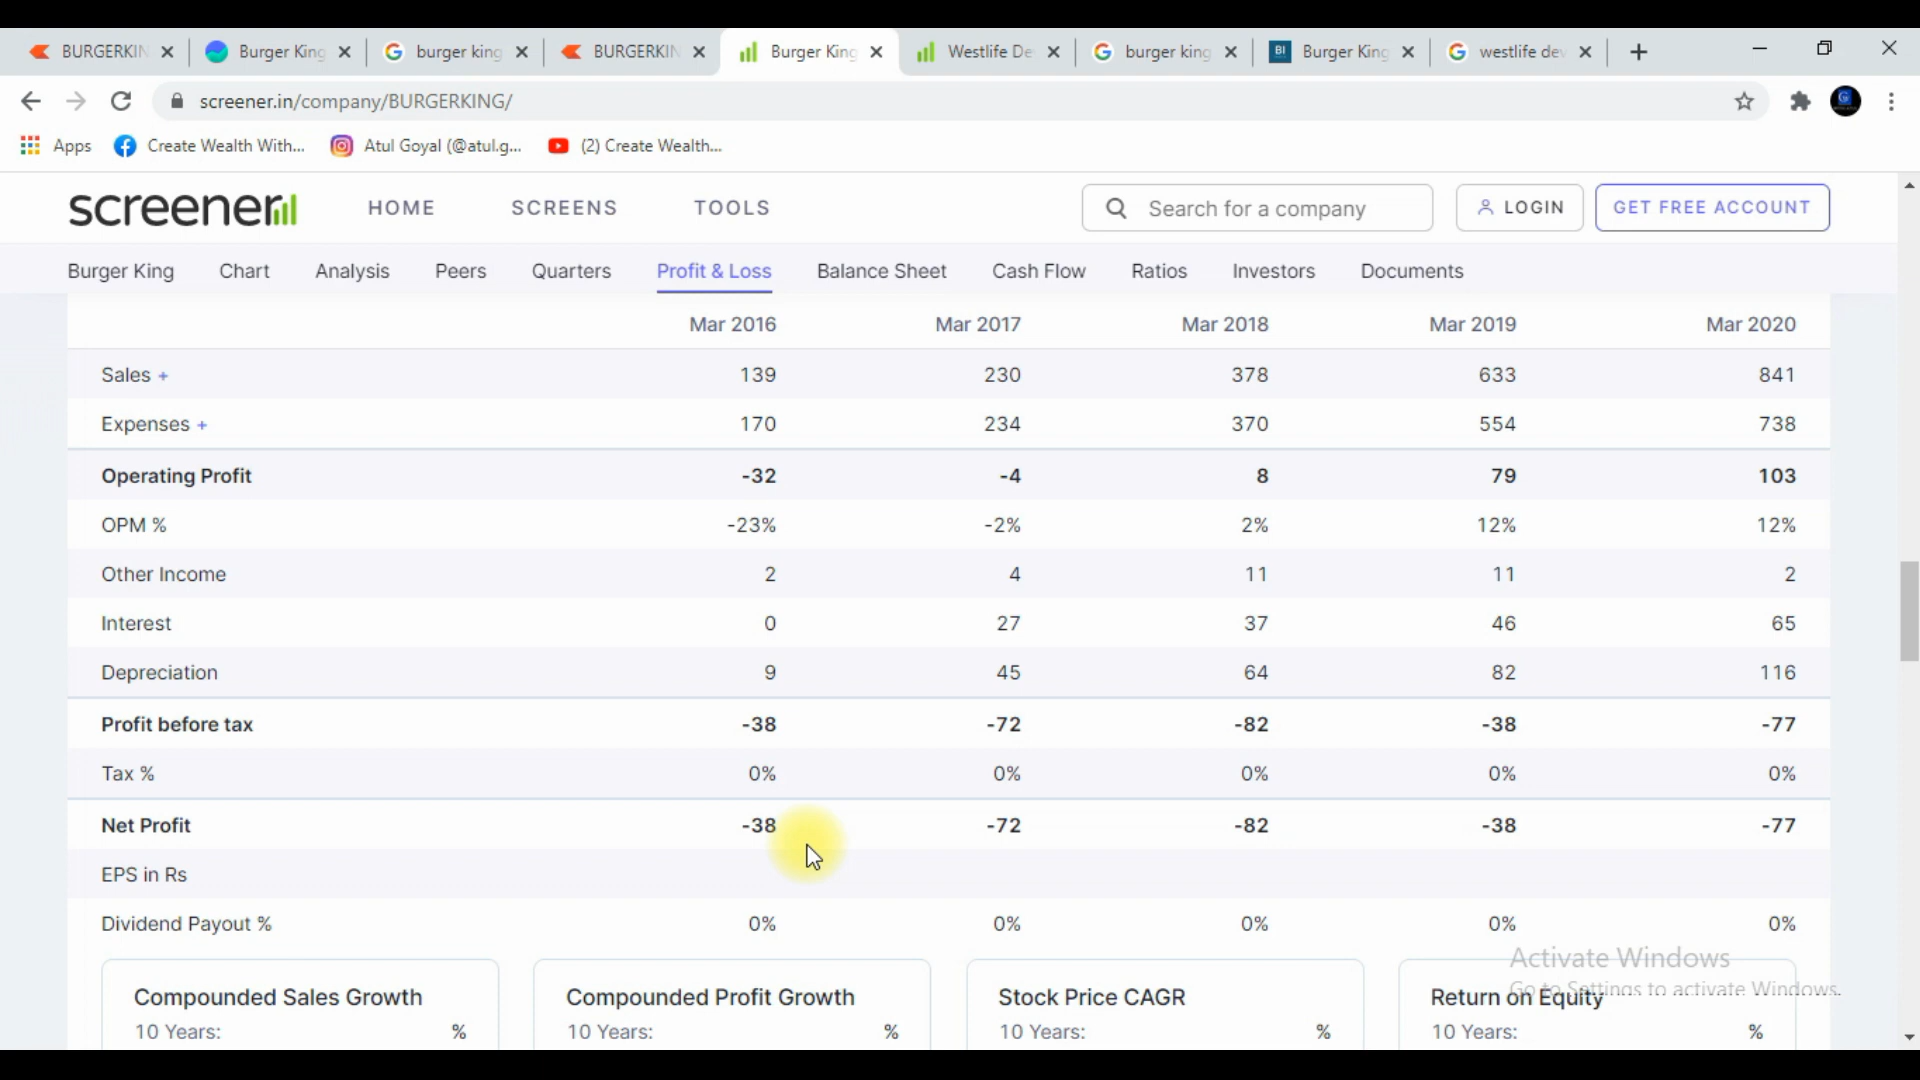 BURGERKIN Burger King burger king BURGERKIN Burger King Westlife De burger king BI Burger King westlife dev
screener.in/company/BURGERKING/
Apps Create Wealth With... Atul Goyal (@atul.g... (2) Create Wealth...
screener HOME SCREENS TOOLS Search for a company LOGIN GET FREE ACCOUNT
Burger King Chart Analysis Peers Quarters Profit & Loss Balance Sheet Cash Flow Ratios Investors Documents
Mar 2016 Mar 2017 Mar 2018 Mar 2019 Mar 2020
Sales + 139 230 378 633 841
Expenses + 170 234 370 554 738
Operating Profit -32 -4 8 79 103
OPM % -23% -2% 2% 12% 12%
Other Income 2 4 11 11 2
Interest 0 27 37 46 65
Depreciation 9 45 64 82 116
Profit before tax -38 -72 -82 -38 -77
Tax % 0% 0% 0% 0% 0%
Net Profit -38 -72 -82 -38 -77
EPS in Rs
Dividend Payout % 0% 0% 0% 0% 0%
Activate Windows
Go to Settings to activate Windows.
Compounded Sales Growth Compounded Profit Growth Stock Price CAGR Return on Equity
10 Years: % 10 Years: % 10 Years: % 10 Years: %